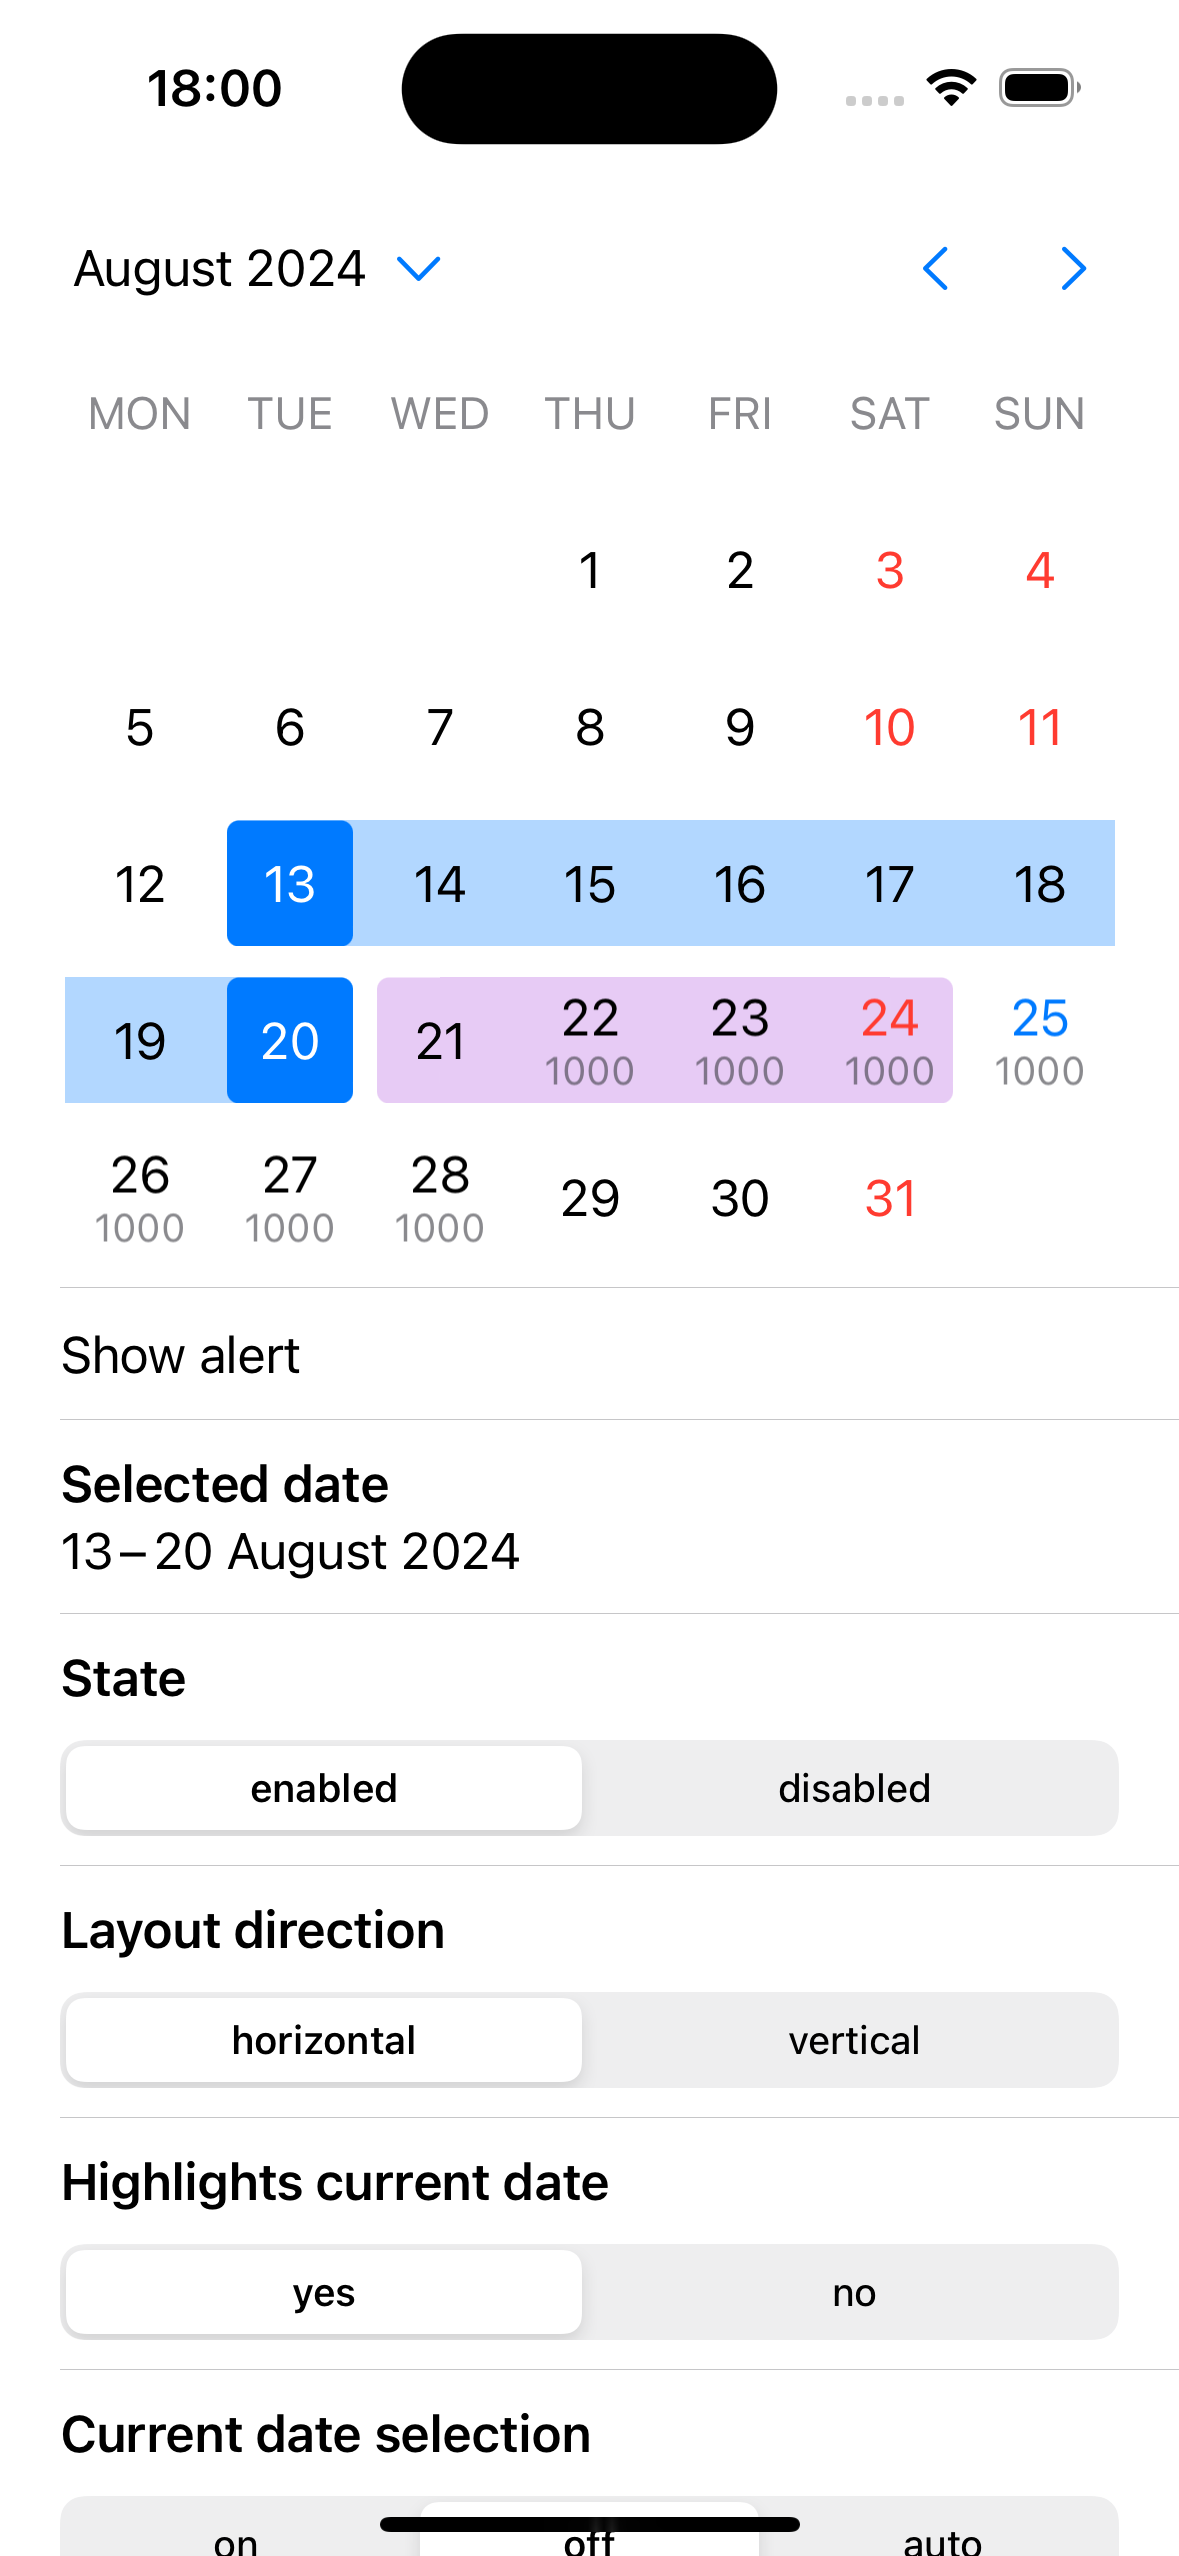 18:00
August 2024
MON TUE WED THU FRI SAT SUN
1 2 3 4
5 6 7 8 9 10 11
12 13 14 15 16 17 18
19 20 21 22 23 24 25
1000 1000 1000 1000
26 27 28 29 30 31
1000 1000 1000
Show alert
Selected date
13 – 20 August 2024
State
enabled disabled
Layout direction
horizontal vertical
Highlights current date
yes no
Current date selection
on off auto